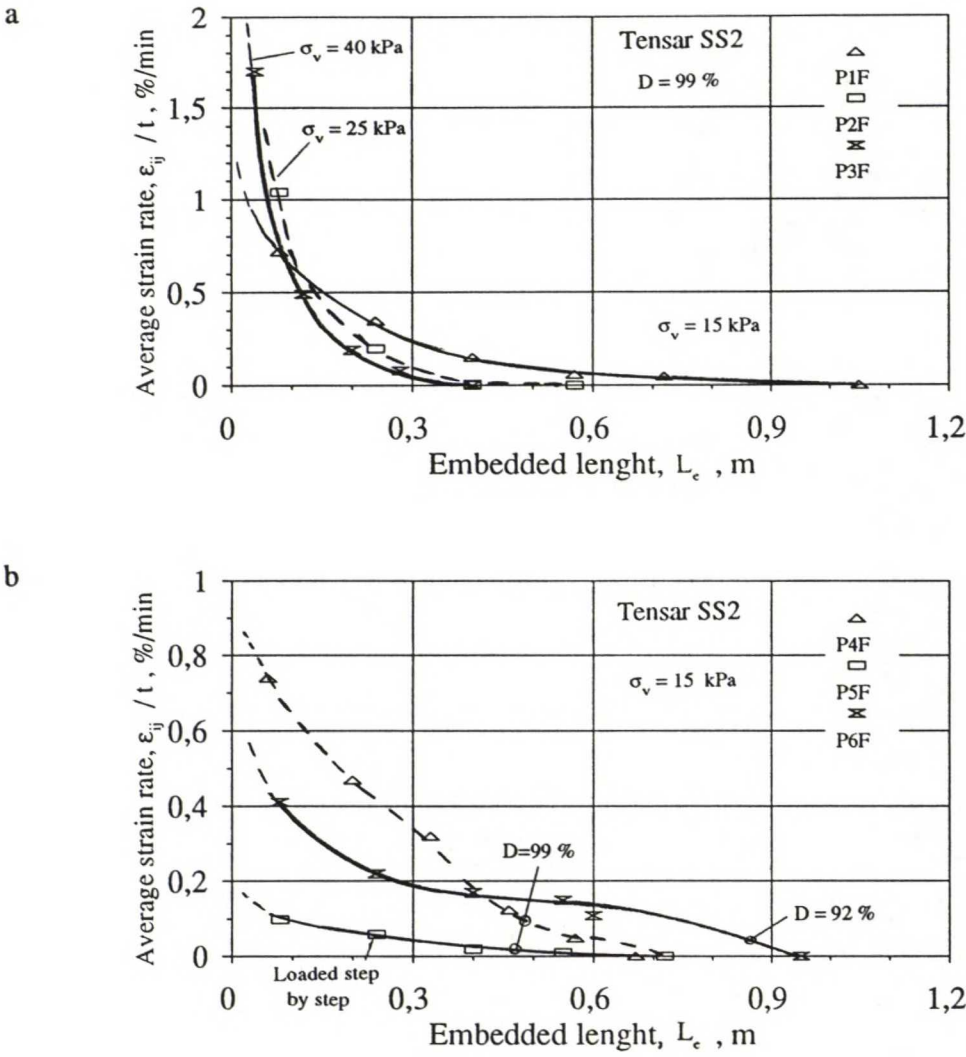 a
Average strain rate, εij / t , %/min
2
1,5
1
0,5
0
σv = 40 kPa
σv = 25 kPa
Tensar SS2
D = 99 %
P1F
P2F
P3F
σv = 15 kPa
0 0,3 0,6 0,9 1,2
Embedded lenght, Le , m
b
Average strain rate, εij / t , %/min
1
0,8
0,6
0,4
0,2
0
Tensar SS2
σv = 15 kPa
P4F
P5F
P6F
D=99 %
D = 92 %
Loaded step
by step
0 0,3 0,6 0,9 1,2
Embedded lenght, Le , m